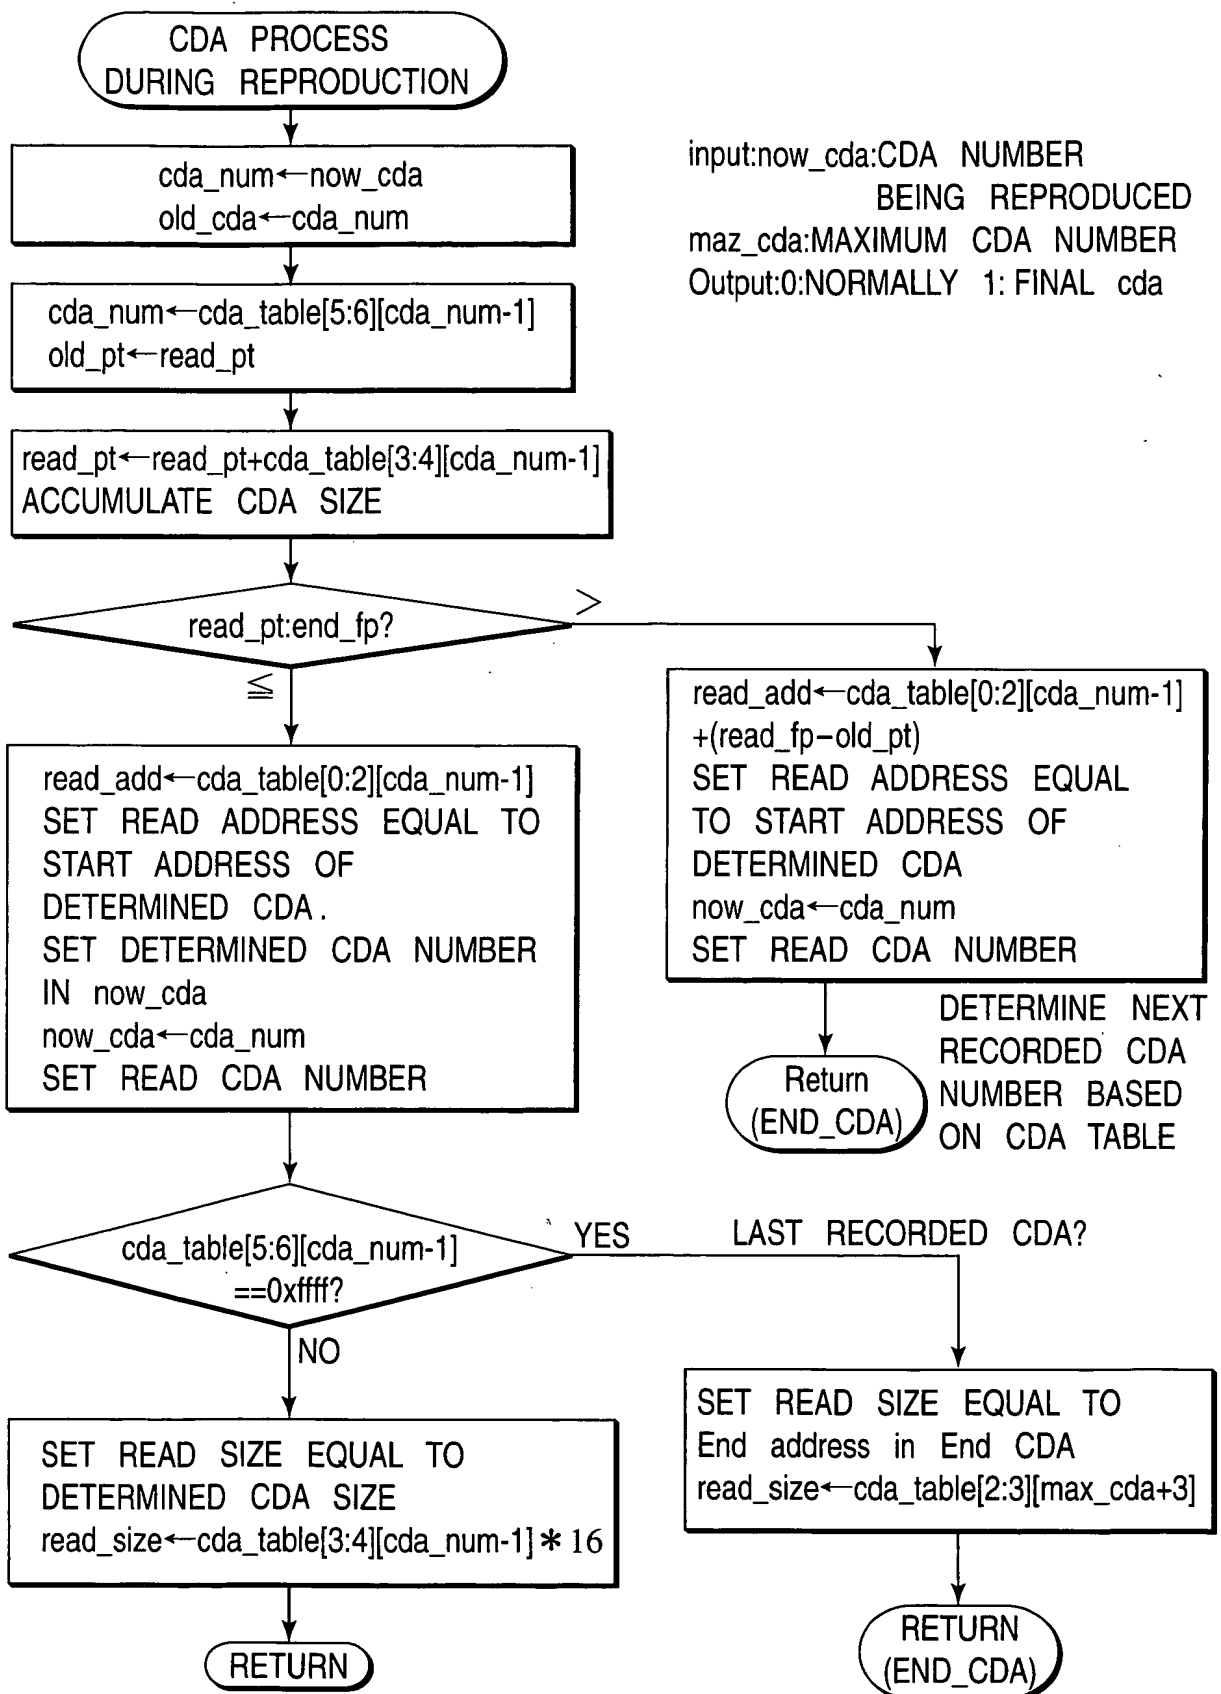 CDA PROCESS
DURING REPRODUCTION
cda_num←now_cda
old_cda←cda_num
input:now_cda:CDA NUMBER
BEING REPRODUCED
maz_cda:MAXIMUM CDA NUMBER
Output:0:NORMALLY 1: FINAL cda
cda_num←cda_table[5:6][cda_num-1]
old_pt←read_pt
read_pt←read_pt+cda_table[3:4][cda_num-1]
ACCUMULATE CDA SIZE
read_pt:end_fp?
>
≦
read_add←cda_table[0:2][cda_num-1]
+(read_fp−old_pt)
SET READ ADDRESS EQUAL
TO START ADDRESS OF
DETERMINED CDA
now_cda←cda_num
SET READ CDA NUMBER
Return
(END_CDA)
DETERMINE NEXT
RECORDED CDA
NUMBER BASED
ON CDA TABLE
read_add←cda_table[0:2][cda_num-1]
SET READ ADDRESS EQUAL TO
START ADDRESS OF
DETERMINED CDA.
SET DETERMINED CDA NUMBER
IN now_cda
now_cda←cda_num
SET READ CDA NUMBER
cda_table[5:6][cda_num-1]
==0xffff?
YES
LAST RECORDED CDA?
NO
SET READ SIZE EQUAL TO
End address in End CDA
read_size←cda_table[2:3][max_cda+3]
RETURN
(END_CDA)
SET READ SIZE EQUAL TO
DETERMINED CDA SIZE
read_size←cda_table[3:4][cda_num-1]＊16
RETURN